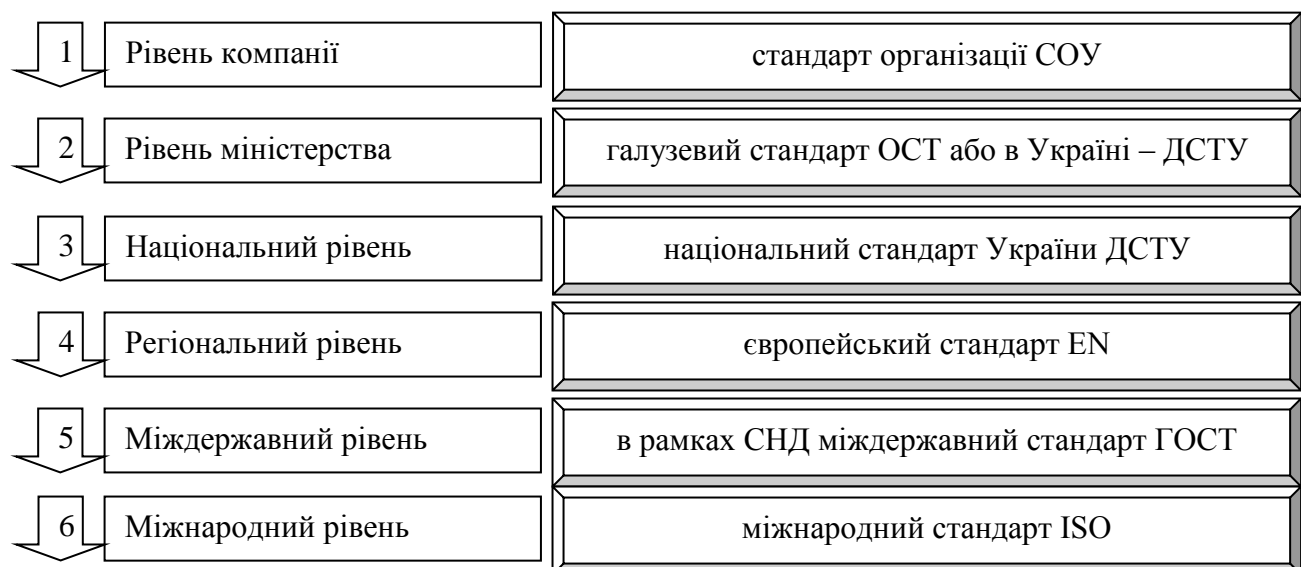 1 Рівень компанії стандарт організації СОУ
2 Рівень міністерства галузевий стандарт ОСТ або в Україні – ДСТУ
3 Національний рівень національний стандарт України ДСТУ
4 Регіональний рівень європейський стандарт EN
5 Міждержавний рівень в рамках СНД міждержавний стандарт ГОСТ
6 Міжнародний рівень міжнародний стандарт ISO